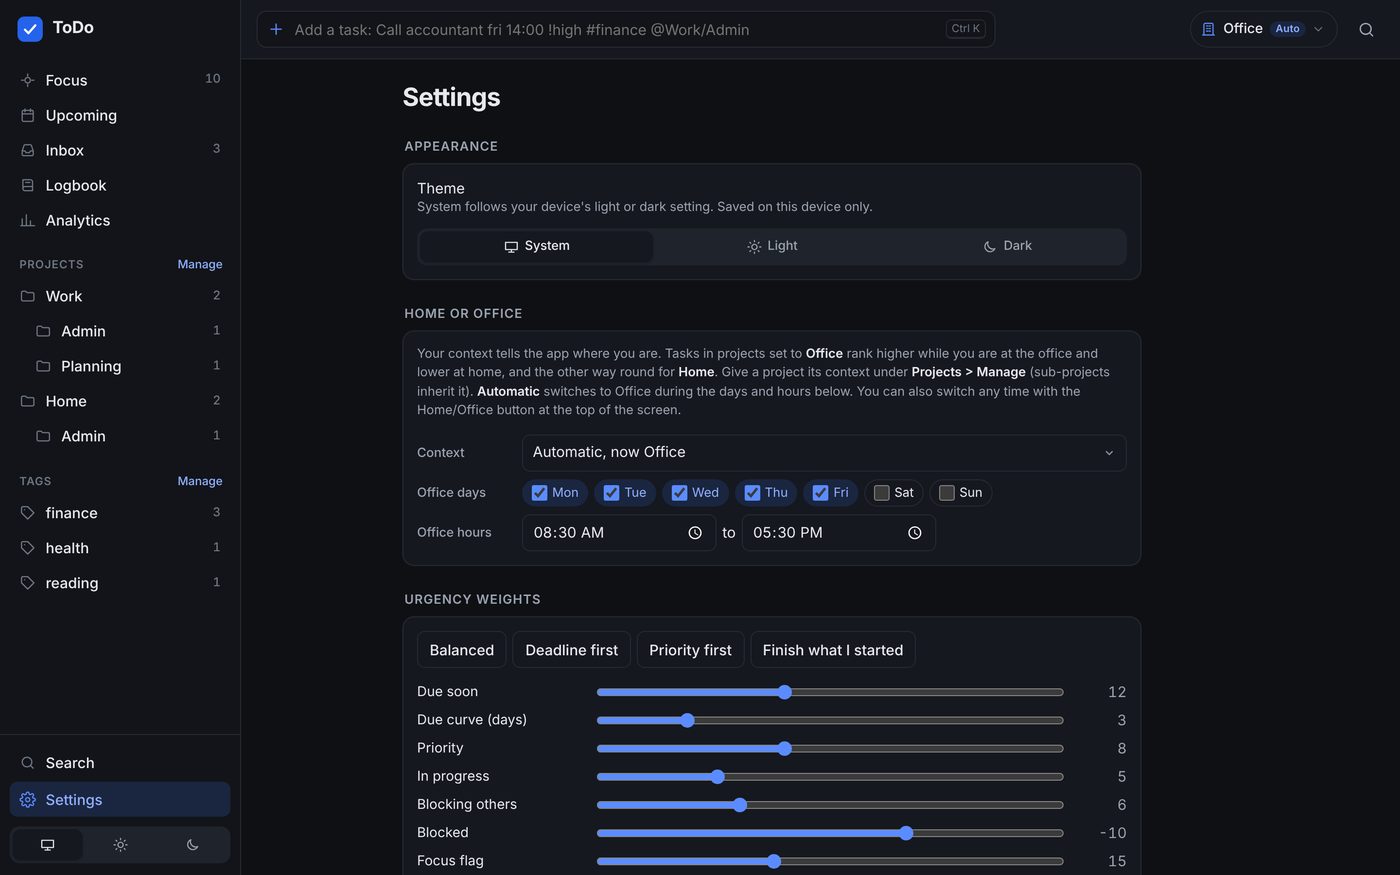 ToDo
Add a task: Call accountant fri 14:00 !high #finance @Work/Admin
Ctrl K
Office Auto
Focus 10
Upcoming
Inbox 3
Logbook
Analytics
PROJECTS Manage
Work 2
Admin 1
Planning 1
Home 2
Admin 1
TAGS Manage
finance 3
health 1
reading 1
Search
Settings
Settings
APPEARANCE
Theme
System follows your device's light or dark setting. Saved on this device only.
System Light Dark
HOME OR OFFICE
Your context tells the app where you are. Tasks in projects set to Office rank higher while you are at the office and
lower at home, and the other way round for Home. Give a project its context under Projects > Manage (sub-projects
inherit it). Automatic switches to Office during the days and hours below. You can also switch any time with the
Home/Office button at the top of the screen.
Context Automatic, now Office
Office days Mon Tue Wed Thu Fri Sat Sun
Office hours 08:30 AM to 05:30 PM
URGENCY WEIGHTS
Balanced Deadline first Priority first Finish what I started
Due soon 12
Due curve (days) 3
Priority 8
In progress 5
Blocking others 6
Blocked -10
Focus flag 15